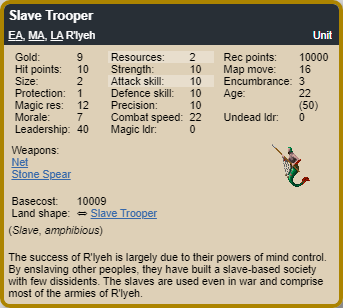 Slave Trooper
EA, MA, LA R'lyeh Unit
Gold: 9 Resources: 2 Rec points: 10000
Hit points: 10 Strength: 10 Map move: 16
Size: 2 Attack skill: 10 Encumbrance: 3
Protection: 1 Defence skill: 10 Age: 22
Magic res: 12 Precision: 10 (50)
Morale: 7 Combat speed: 22 Undead ldr: 0
Leadership: 40 Magic ldr: 0
Weapons:
Net
Stone Spear
Basecost: 10009
Land shape: ⇔ Slave Trooper
(Slave, amphibious)
The success of R'lyeh is largely due to their powers of mind control.
By enslaving other peoples, they have built a slave-based society
with few dissidents. The slaves are used even in war and comprise
most of the armies of R'lyeh.